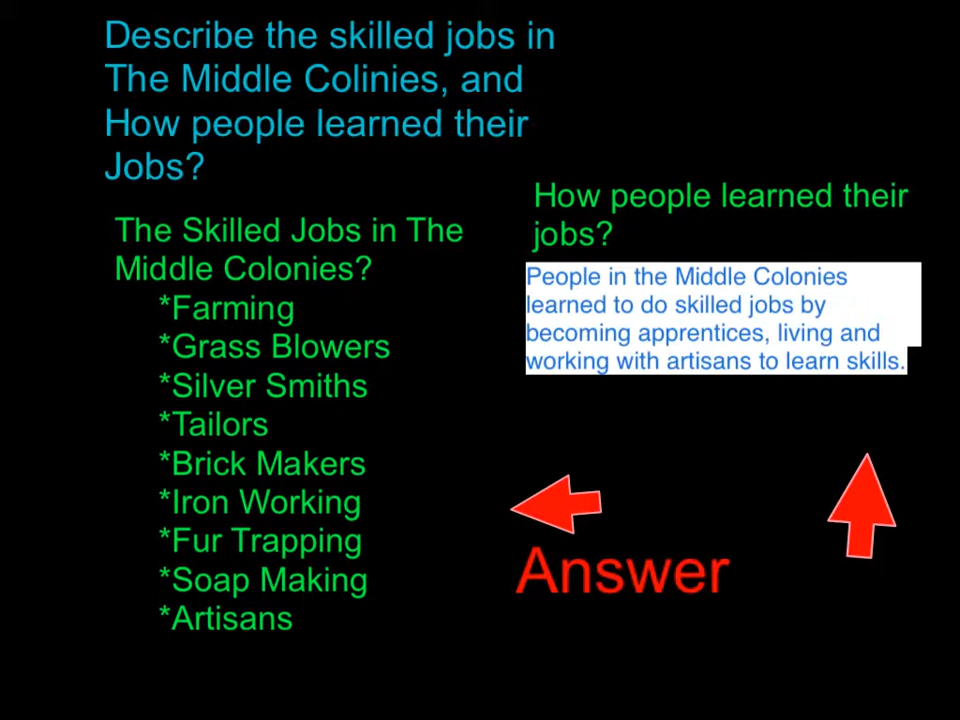 Describe the skilled jobs in
The Middle Colinies, and
How people learned their
Jobs?
The Skilled Jobs in The
Middle Colonies?
*Farming
*Grass Blowers
*Silver Smiths
*Tailors
*Brick Makers
*Iron Working
*Fur Trapping
*Soap Making
*Artisans
How people learned their
jobs?
People in the Middle Colonies
learned to do skilled jobs by
becoming apprentices, living and
working with artisans to learn skills.
Answer